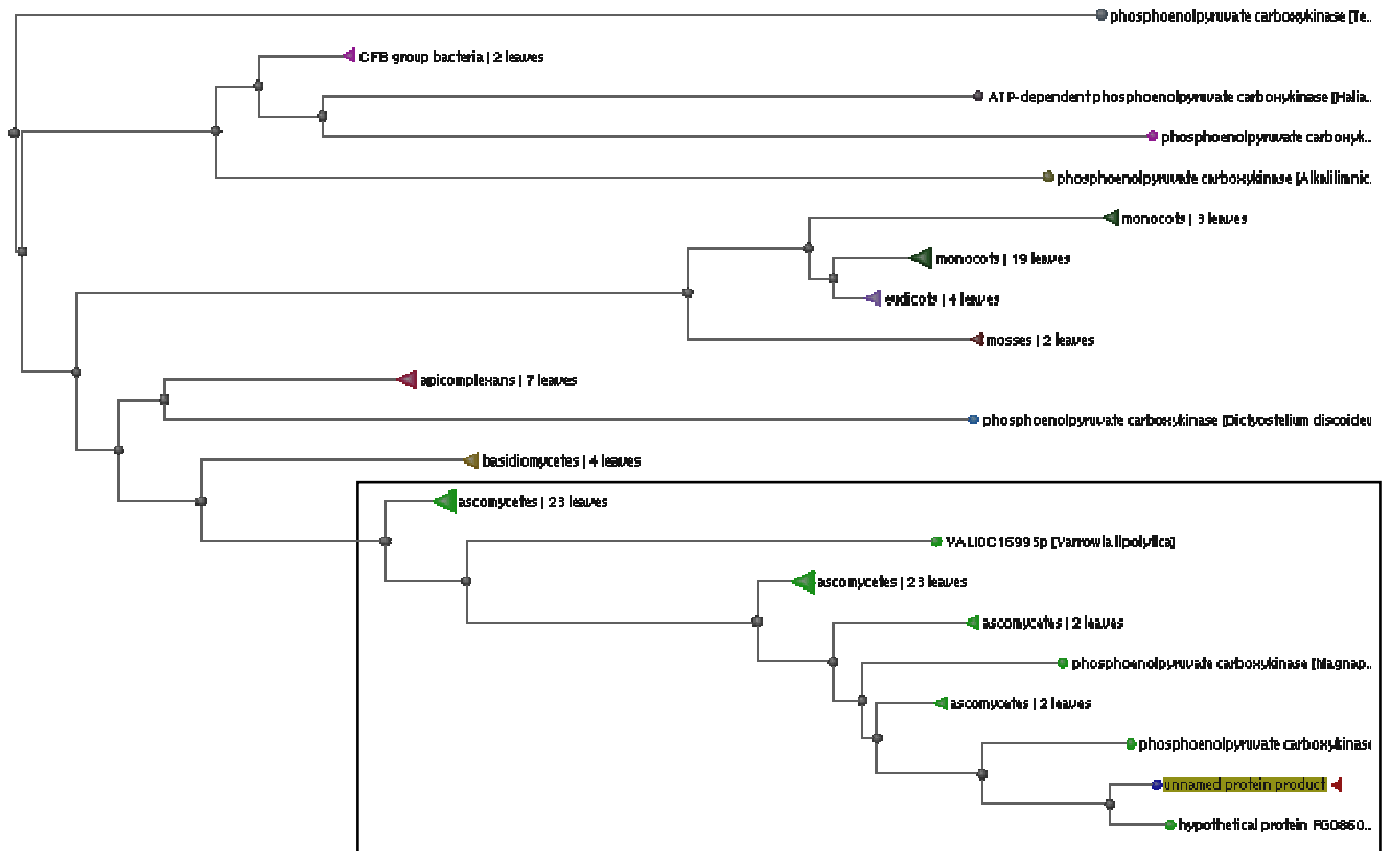 phosphoenolpyruvate carboxykinase [Te...
CFB group bacteria | 2 leaves
ATP-dependent phosphoenolpyruvate carboxykinase [Halia...
phosphoenolpyruvate carboxyk...
phosphoenolpyruvate carboxykinase [Alkalilimnic
monocots | 3 leaves
monocots | 19 leaves
eudicots | 4 leaves
mosses | 2 leaves
apicomplexans | 7 leaves
phosphoenolpyruvate carboxykinase [Dictyostelium discoideu
basidiomycetes | 4 leaves
ascomycetes | 23 leaves
YALI0C16995p [Yarrowia lipolytica]
ascomycetes | 23 leaves
ascomycetes | 2 leaves
phosphoenolpyruvate carboxykinase [Magnap...
ascomycetes | 2 leaves
phosphoenolpyruvate carboxykinase
unnamed protein product
hypothetical protein FG0860...